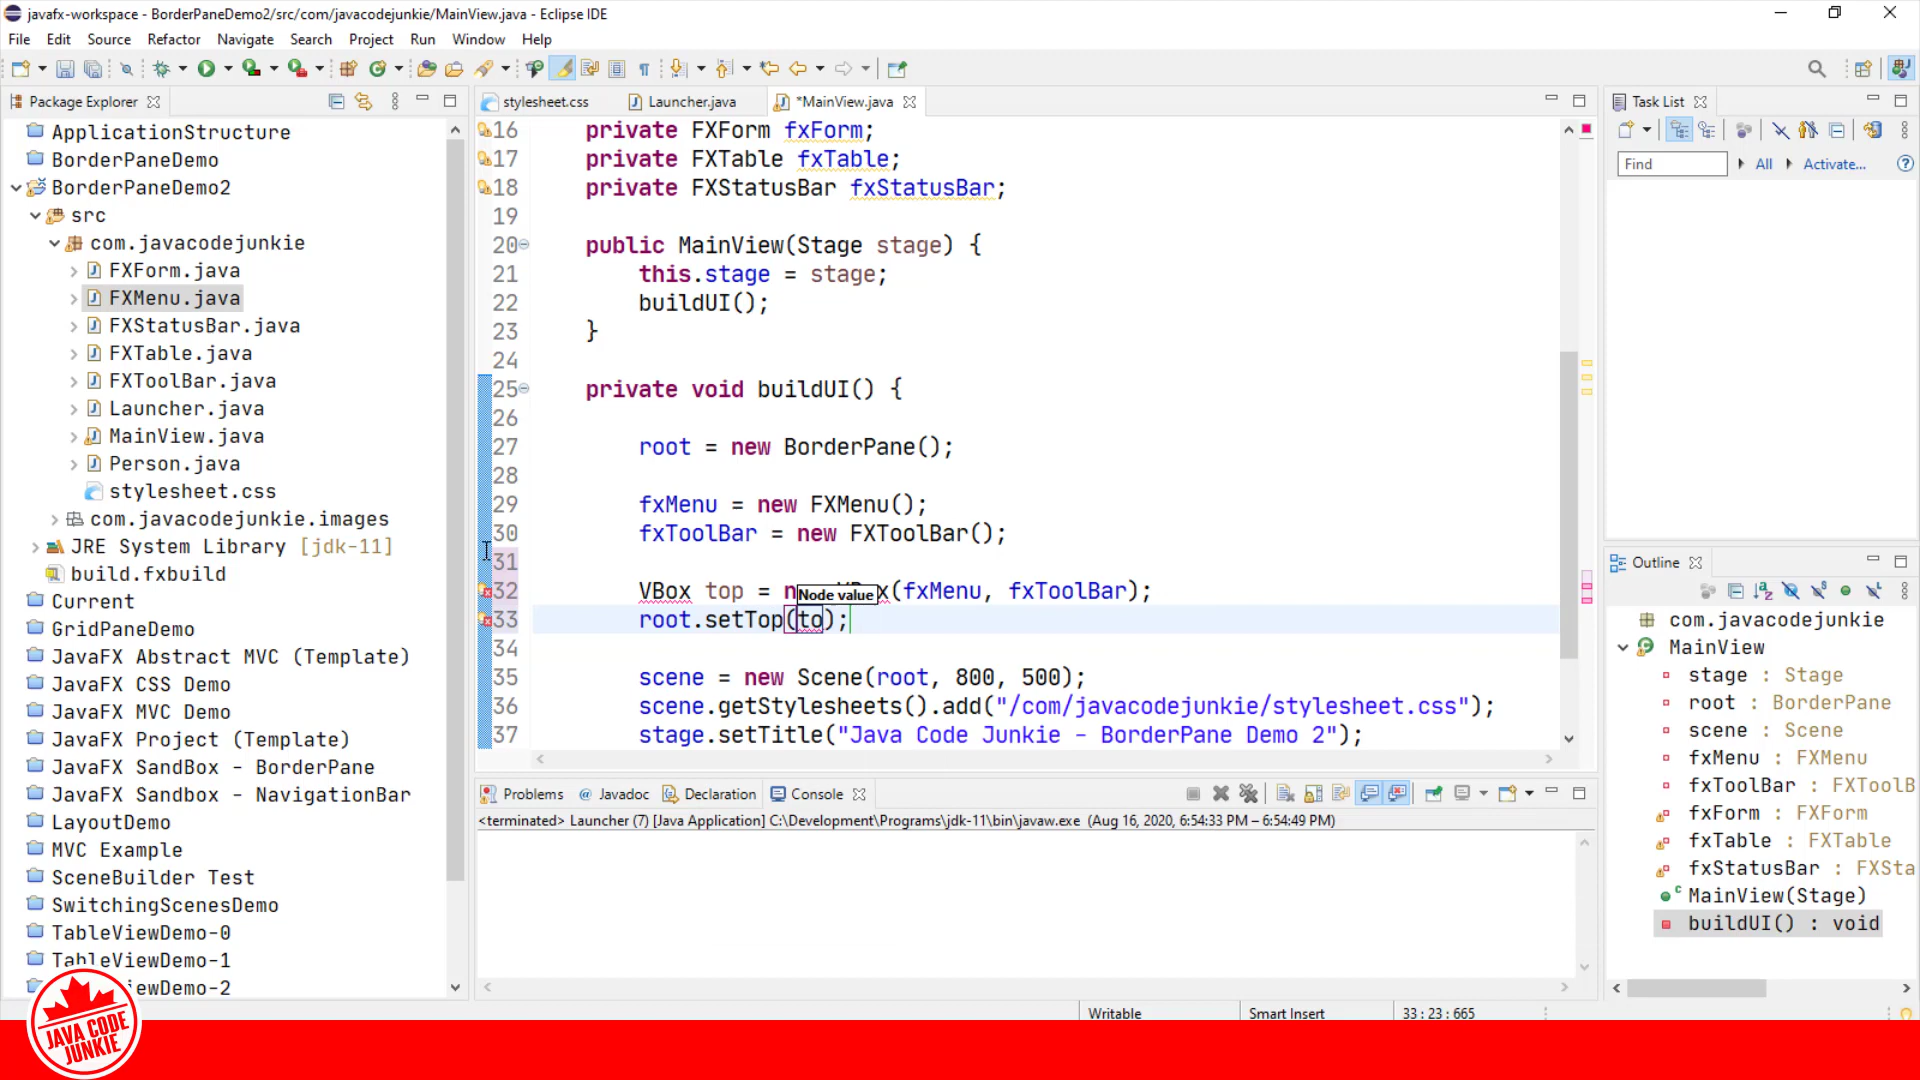 javafx-workspace - BorderPaneDemo2/src/com/javacodejunkie/MainView.java - Eclipse IDE
File Edit Source Refactor Navigate Search Project Run Window Help
Package Explorer
ApplicationStructure
BorderPaneDemo
BorderPaneDemo2
src
com.javacodejunkie
FXForm.java
FXMenu.java
FXStatusBar.java
FXTable.java
FXToolBar.java
Launcher.java
MainView.java
Person.java
stylesheet.css
com.javacodejunkie.images
JRE System Library [jdk-11]
build.fxbuild
Current
GridPaneDemo
JavaFX Abstract MVC (Template)
JavaFX CSS Demo
JavaFX MVC Demo
JavaFX Project (Template)
JavaFX SandBox - BorderPane
JavaFX Sandbox - NavigationBar
LayoutDemo
MVC Example
SceneBuilder Test
SwitchingScenesDemo
TableViewDemo-0
TableViewDemo-1
iewDemo-2
stylesheet.css Launcher.java *MainView.java
16 private FXForm fxForm;
17 private FXTable fxTable;
18 private FXStatusBar fxStatusBar;
19
20 public MainView(Stage stage) {
21 this.stage = stage;
22 buildUI();
23 }
24
25 private void buildUI() {
26
27 root = new BorderPane();
28
29 fxMenu = new FXMenu();
30 fxToolBar = new FXToolBar();
31
32 VBox top = n x(fxMenu, fxToolBar);
Node value
33 root.setTop(to);
34
35 scene = new Scene(root, 800, 500);
36 scene.getStylesheets().add("/com/javacodejunkie/stylesheet.css");
37 stage.setTitle("Java Code Junkie - BorderPane Demo 2");
Problems @ Javadoc Declaration Console
<terminated> Launcher (7) [Java Application] C:\Development\Programs\jdk-11\bin\javaw.exe (Aug 16, 2020, 6:54:33 PM – 6:54:49 PM)
Task List
Find All Activate...
Outline
com.javacodejunkie
MainView
stage : Stage
root : BorderPane
scene : Scene
fxMenu : FXMenu
fxToolBar : FXToolB
fxForm : FXForm
fxTable : FXTable
fxStatusBar : FXSta
MainView(Stage)
buildUI() : void
Writable Smart Insert 33 : 23 : 665
JAVA CODE
JUNKIE